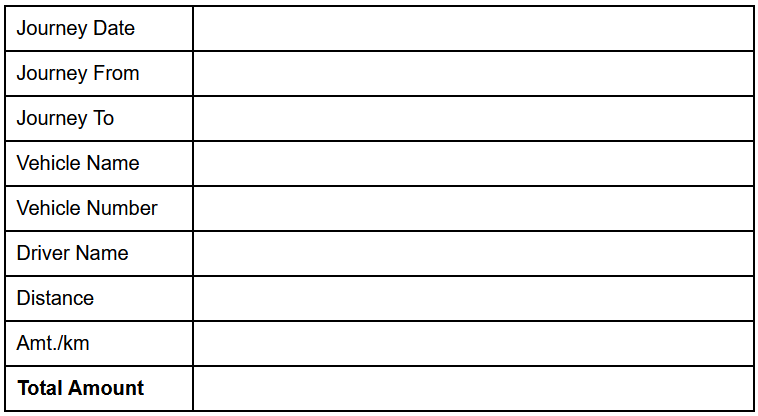 Journey Date
Journey From
Journey To
Vehicle Name
Vehicle Number
Driver Name
Distance
Amt./km
Total Amount